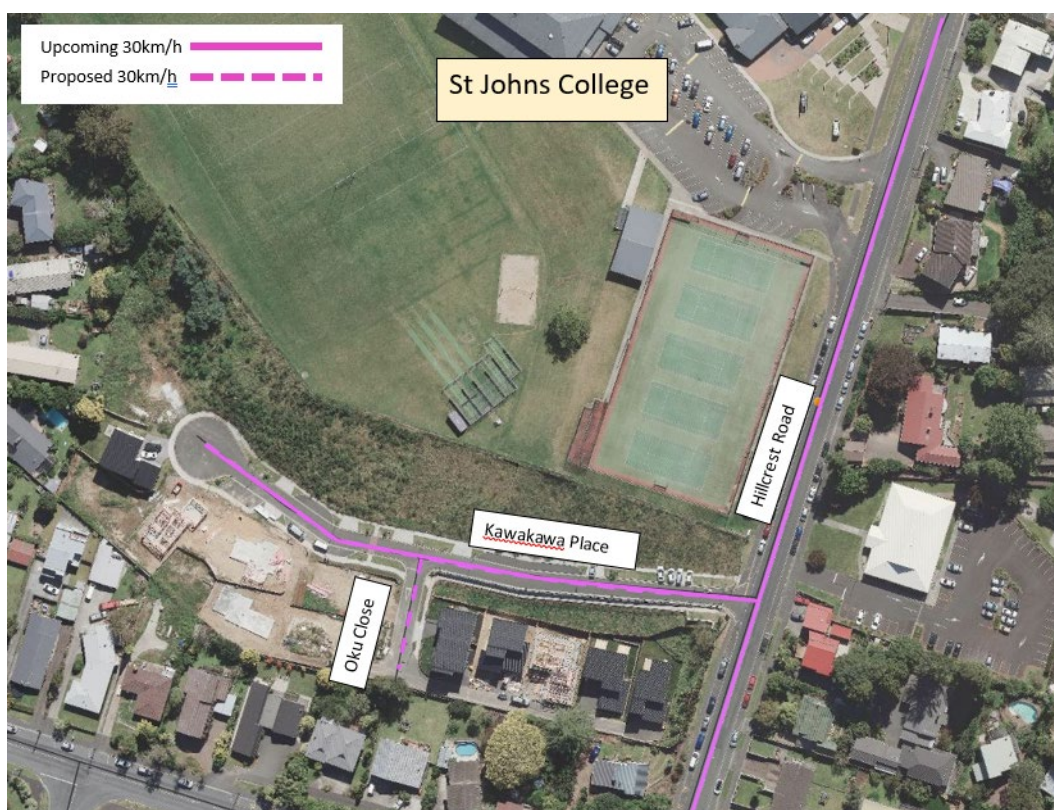 Upcoming 30km/h
Proposed 30km/h
St Johns College
Hillcrest Road
Kawakawa Place
Oku Close